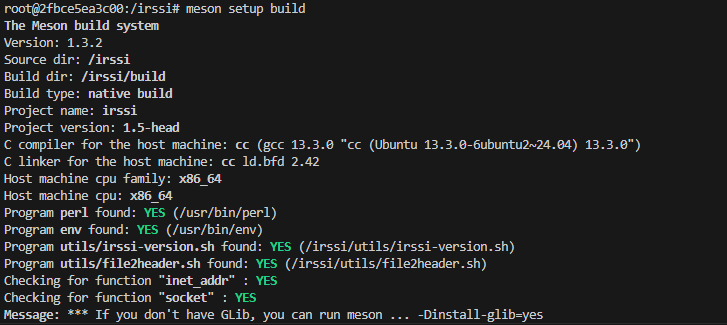 root@2fbce5ea3c00:/irssi# meson setup build
The Meson build system
Version: 1.3.2
Source dir: /irssi
Build dir: /irssi/build
Build type: native build
Project name: irssi
Project version: 1.5-head
C compiler for the host machine: cc (gcc 13.3.0 "cc (Ubuntu 13.3.0-6ubuntu2~24.04) 13.3.0")
C linker for the host machine: cc ld.bfd 2.42
Host machine cpu family: x86_64
Host machine cpu: x86_64
Program perl found: YES (/usr/bin/perl)
Program env found: YES (/usr/bin/env)
Program utils/irssi-version.sh found: YES (/irssi/utils/irssi-version.sh)
Program utils/file2header.sh found: YES (/irssi/utils/file2header.sh)
Checking for function "inet_addr" : YES
Checking for function "socket" : YES
Message: *** If you don't have GLib, you can run meson ... -Dinstall-glib=yes